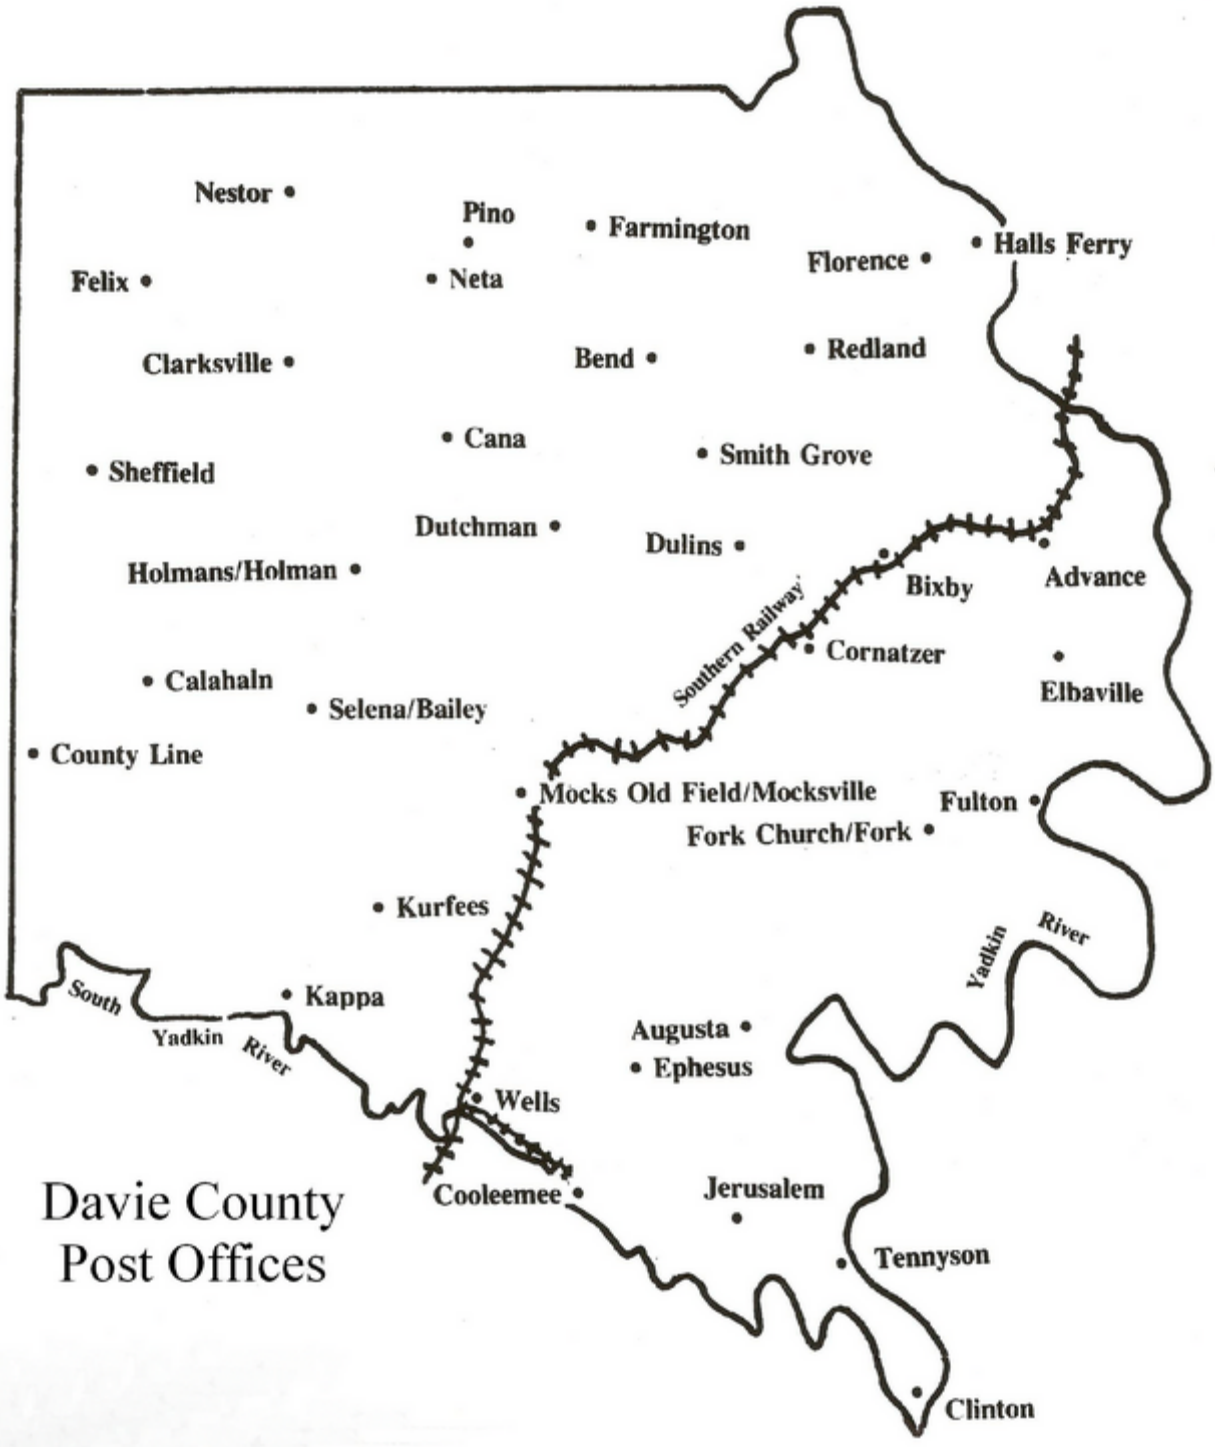 Nestor
Pino
Farmington
Halls Ferry
Florence
Felix
Neta
Clarksville
Bend
Redland
Cana
Smith Grove
Sheffield
Dutchman
Dulins
Holmans/Holman
Bixby
Advance
Southern Railway
Cornatzer
Calahaln
Elbaville
Selena/Bailey
County Line
Mocks Old Field/Mocksville
Fulton
Fork Church/Fork
Kurfees
Yadkin River
South Yadkin River
Kappa
Augusta
Ephesus
Wells
Cooleemee
Jerusalem
Davie County
Post Offices
Tennyson
Clinton